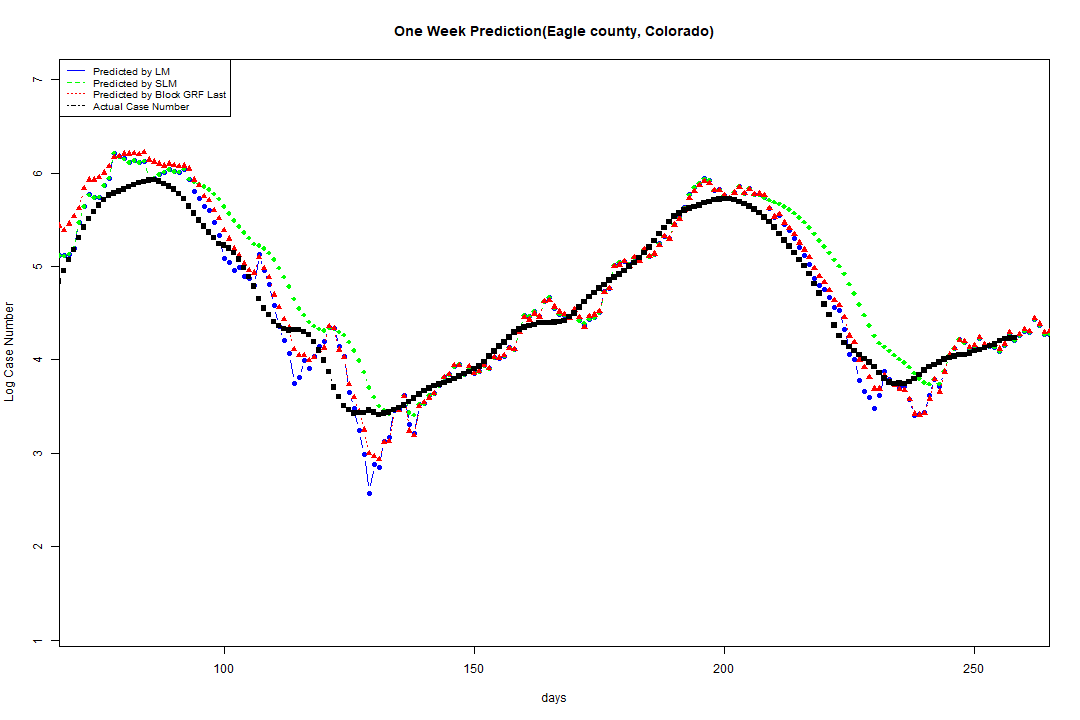 One Week Prediction(Eagle county, Colorado)
Predicted by LM
Predicted by SLM
Predicted by Block GRF Last
Actual Case Number
7
6
5
4
3
2
1
Log Case Number
100 150 200 250
days